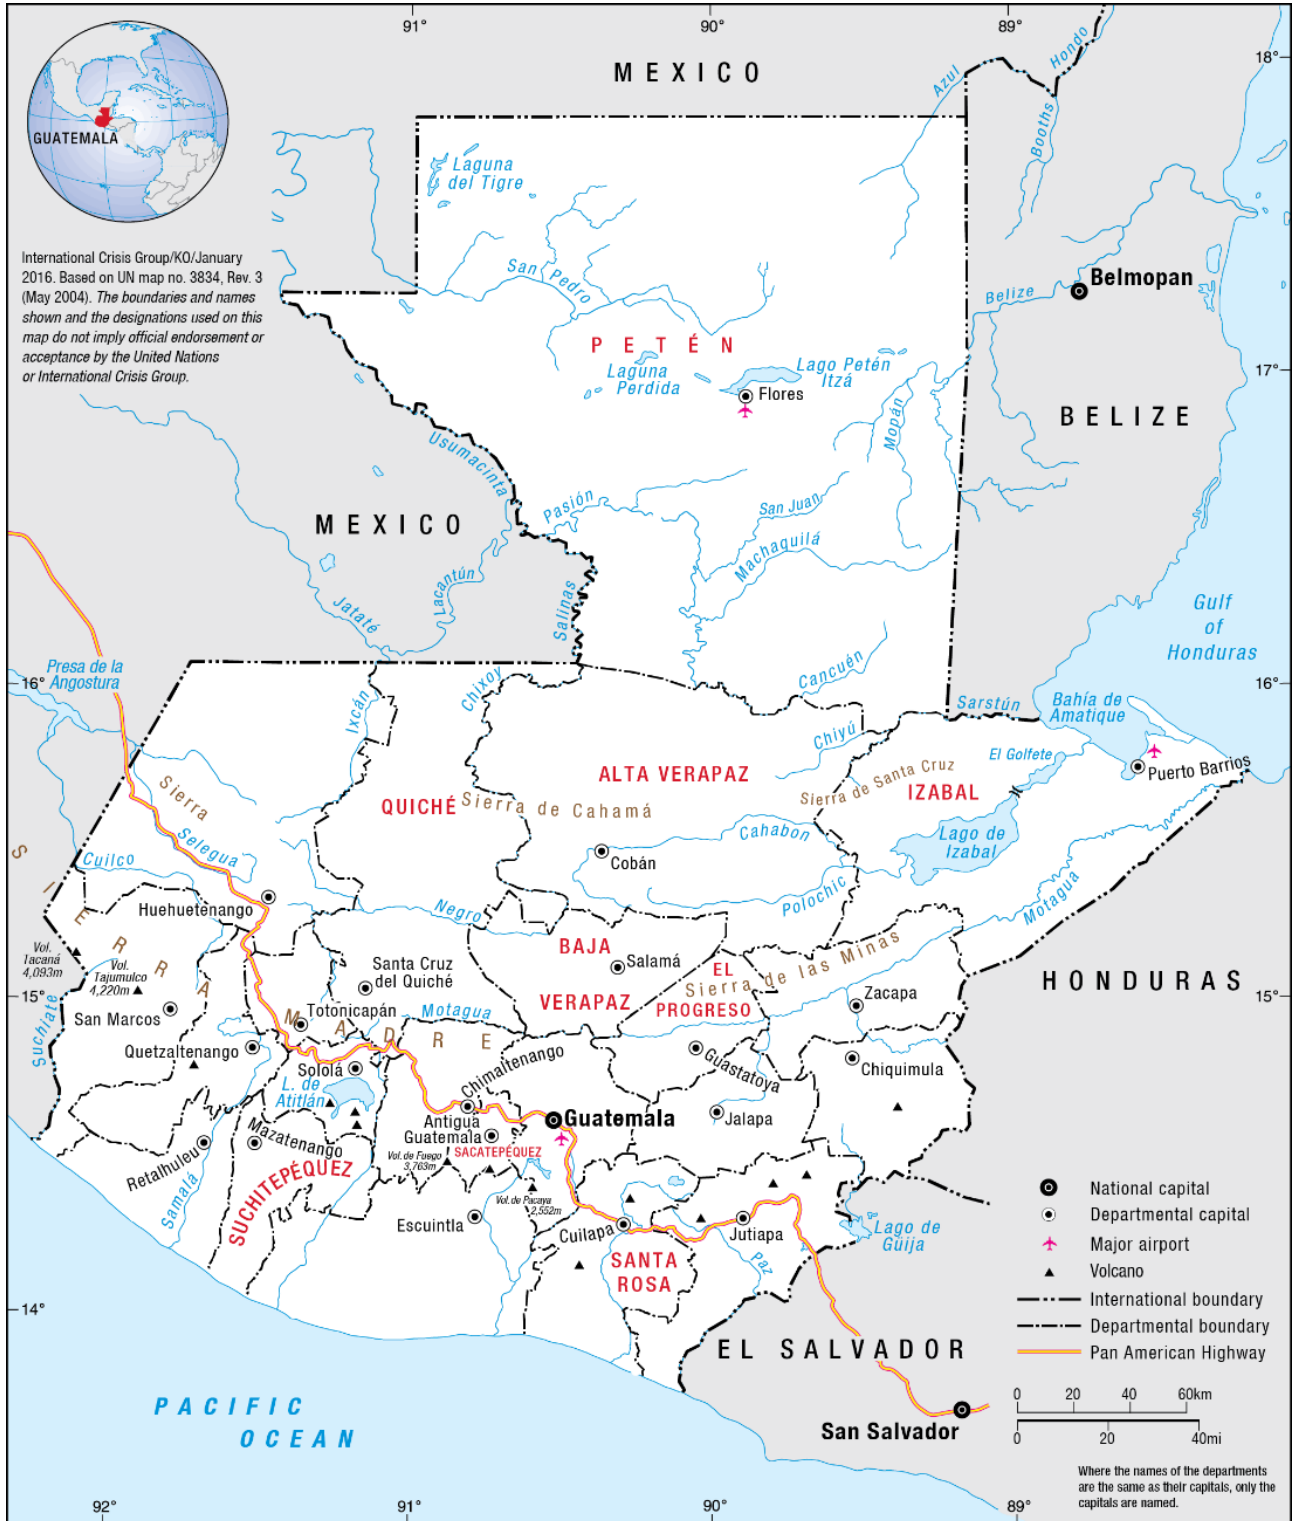 91°
90°
89°
18°
MEXICO
Hondo
Azul
Booths
GUATEMALA
Laguna
del Tigre
International Crisis Group/KO/January
2016. Based on UN map no. 3834, Rev. 3
(May 2004). The boundaries and names
shown and the designations used on this
map do not imply official endorsement or
acceptance by the United Nations
or International Crisis Group.
San Pedro
Belize
Belmopan
PETÉN
Laguna
Perdida
Lago Petén
Itzá
17°
Flores
BELIZE
Mopán
Usumacinta
Pasión
San Juan
MEXICO
Machaquilá
Lacantún
Salinas
Jataté
Gulf
of
Honduras
Presa de la
Angostura
16°
16°
Ixcán
Chixoy
Cancuén
Sarstún
Bahía de
Amatique
Chiyú
El Golfete
Puerto Barrios
Sierra
ALTA VERAPAZ
Sierra de Santa Cruz
IZABAL
QUICHÉ
Sierra de Cahamá
Cahabon
Lago de
Izabal
Selegua
Cuilco
Cobán
Polochic
Motagua
Huehuetenango
Negro
SIERRA MADRE
Vol.
Tacaná
4,093m
Vol.
Tajumulco
4,220m
BAJA
VERAPAZ
Salamá
EL
PROGRESO
Sierra de las Minas
HONDURAS
Santa Cruz
del Quiché
Zacapa
15°
15°
San Marcos
Totonicapán
Motagua
Suchiate
Quetzaltenango
Sololá
Chimaltenango
Guastatoya
Chiquimula
L. de
Atitlán
Guatemala
Jalapa
Antigua
Guatemala
SACATEPÉQUEZ
Mazatenango
Retalhuleu
Vol. de Fuego
3,763m
SUCHITEPÉQUEZ
Samalá
Vol. de Pacaya
2,552m
Escuintla
Cuilapa
Jutiapa
Lago de
Güija
SANTA
ROSA
Paz
14°
EL SALVADOR
San Salvador
PACIFIC
OCEAN
National capital
Departmental capital
Major airport
Volcano
International boundary
Departmental boundary
Pan American Highway
0 20 40 60km
0 20 40mi
Where the names of the departments
are the same as their capitals, only the
capitals are named.
92°
91°
90°
89°